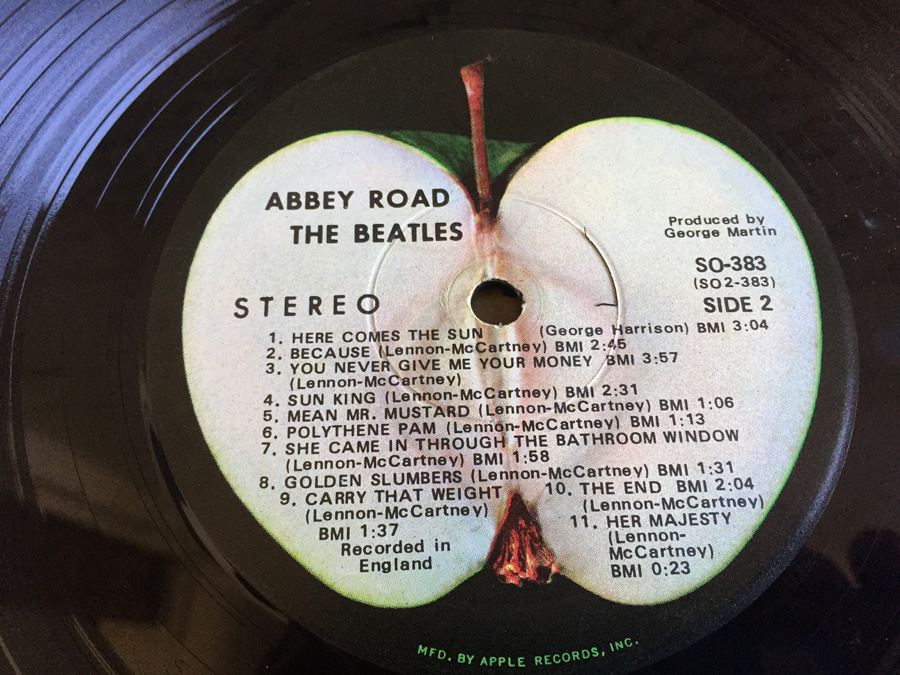 ABBEY ROAD
THE BEATLES
Produced by
George Martin
SO-383
(SO2-383)
STEREO
SIDE 2
1. HERE COMES THE SUN (George Harrison) BMI 3:04
2. BECAUSE (Lennon-McCartney) BMI 2:45
3. YOU NEVER GIVE ME YOUR MONEY BMI 3:57
(Lennon-McCartney)
4. SUN KING (Lennon-McCartney) BMI 2:31
5. MEAN MR. MUSTARD (Lennon-McCartney) BMI 1:06
6. POLYTHENE PAM (Lennon-McCartney) BMI 1:13
7. SHE CAME IN THROUGH THE BATHROOM WINDOW
(Lennon-McCartney) BMI 1:58
8. GOLDEN SLUMBERS (Lennon-McCartney) BMI 1:31
9. CARRY THAT WEIGHT
(Lennon-McCartney)
BMI 1:37
10. THE END BMI 2:04
(Lennon-McCartney)
11. HER MAJESTY
(Lennon-
McCartney)
BMI 0:23
Recorded in
England
MFD. BY APPLE RECORDS, INC.